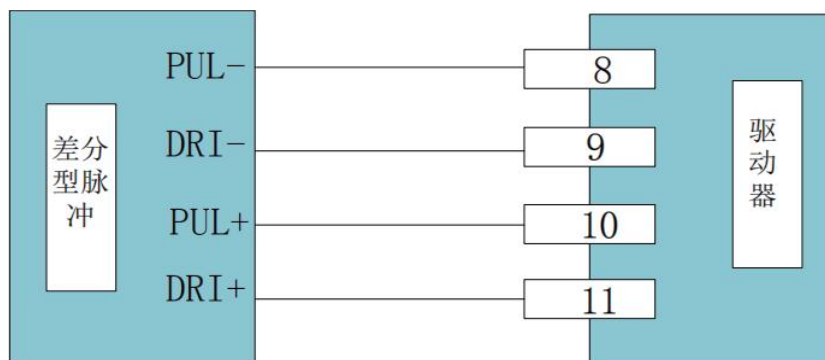 PUL- 8
DRI- 9
PUL+ 10
DRI+ 11
差分
型脉
冲
驱
动
器